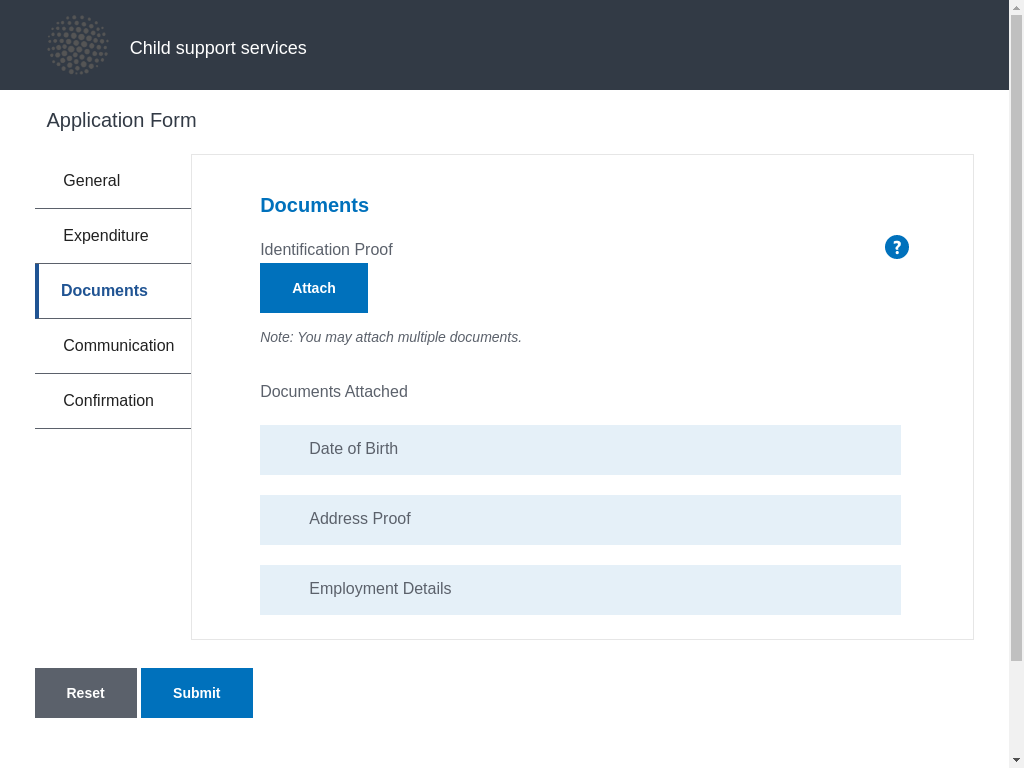 Child support services
Application Form
General
Expenditure
Documents
Communication
Confirmation
Documents
Identification Proof
?
Attach
Note: You may attach multiple documents.
Documents Attached
Date of Birth
Address Proof
Employment Details
Reset
Submit